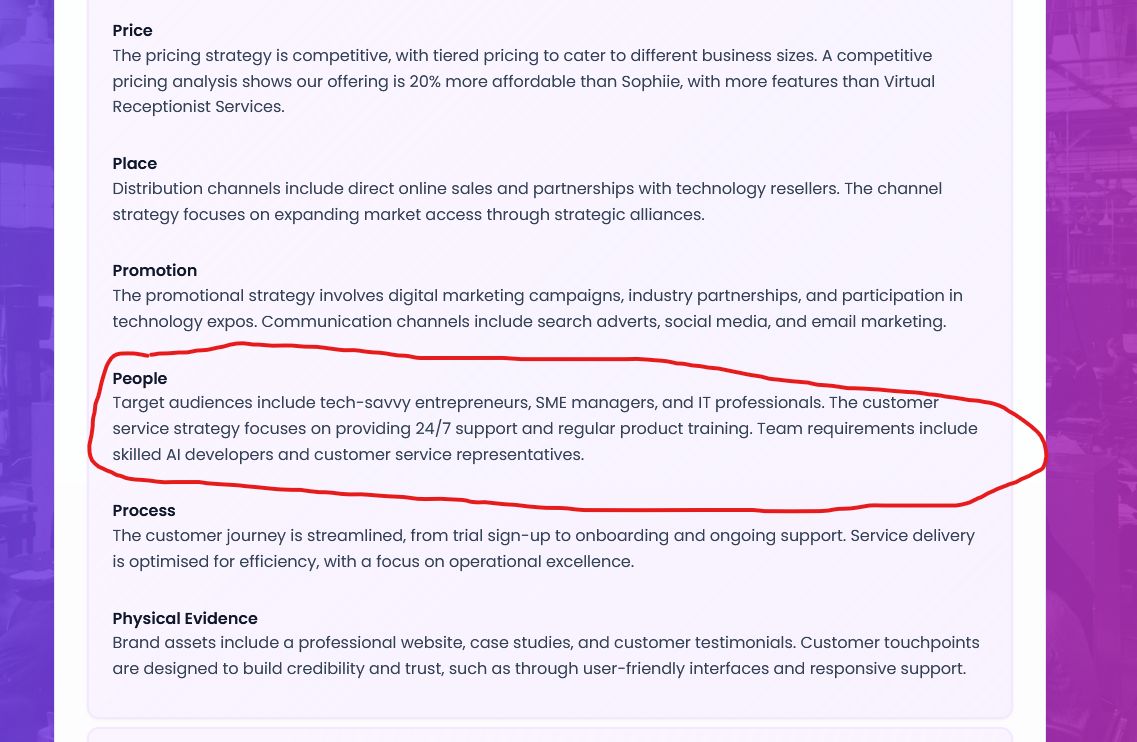 Price
The pricing strategy is competitive, with tiered pricing to cater to different business sizes. A competitive
pricing analysis shows our offering is 20% more affordable than Sophiie, with more features than Virtual
Receptionist Services.
Place
Distribution channels include direct online sales and partnerships with technology resellers. The channel
strategy focuses on expanding market access through strategic alliances.
Promotion
The promotional strategy involves digital marketing campaigns, industry partnerships, and participation in
technology expos. Communication channels include search adverts, social media, and email marketing.
People
Target audiences include tech-savvy entrepreneurs, SME managers, and IT professionals. The customer
service strategy focuses on providing 24/7 support and regular product training. Team requirements include
skilled AI developers and customer service representatives.
Process
The customer journey is streamlined, from trial sign-up to onboarding and ongoing support. Service delivery
is optimised for efficiency, with a focus on operational excellence.
Physical Evidence
Brand assets include a professional website, case studies, and customer testimonials. Customer touchpoints
are designed to build credibility and trust, such as through user-friendly interfaces and responsive support.